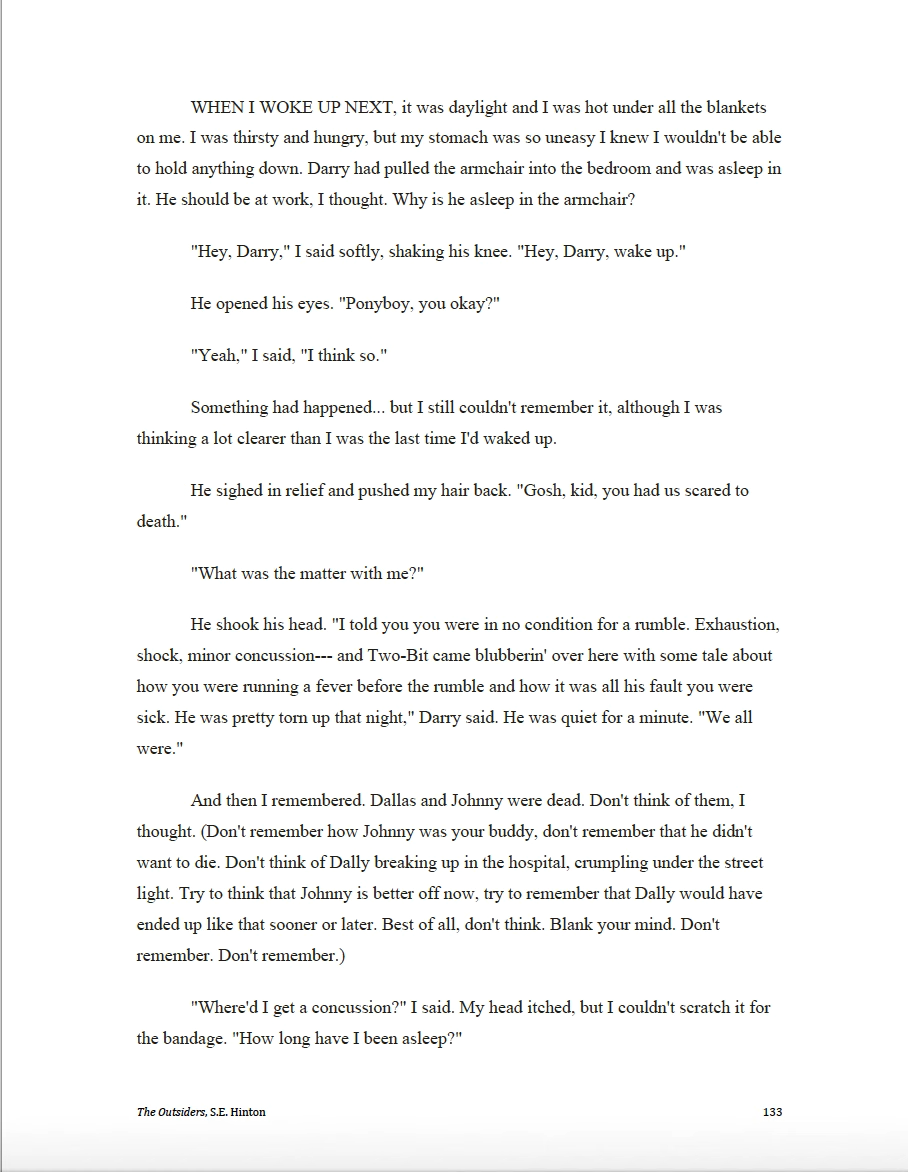 WHEN I WOKE UP NEXT, it was daylight and I was hot under all the blankets
on me. I was thirsty and hungry, but my stomach was so uneasy I knew I wouldn't be able
to hold anything down. Darry had pulled the armchair into the bedroom and was asleep in
it. He should be at work, I thought. Why is he asleep in the armchair?
"Hey, Darry," I said softly, shaking his knee. "Hey, Darry, wake up."
He opened his eyes. "Ponyboy, you okay?"
"Yeah," I said, "I think so."
Something had happened... but I still couldn't remember it, although I was
thinking a lot clearer than I was the last time I'd waked up.
He sighed in relief and pushed my hair back. "Gosh, kid, you had us scared to
death."
"What was the matter with me?"
He shook his head. "I told you you were in no condition for a rumble. Exhaustion,
shock, minor concussion--- and Two-Bit came blubberin' over here with some tale about
how you were running a fever before the rumble and how it was all his fault you were
sick. He was pretty torn up that night," Darry said. He was quiet for a minute. "We all
were."
And then I remembered. Dallas and Johnny were dead. Don't think of them, I
thought. (Don't remember how Johnny was your buddy, don't remember that he didn't
want to die. Don't think of Dally breaking up in the hospital, crumpling under the street
light. Try to think that Johnny is better off now, try to remember that Dally would have
ended up like that sooner or later. Best of all, don't think. Blank your mind. Don't
remember. Don't remember.)
"Where'd I get a concussion?" I said. My head itched, but I couldn't scratch it for
the bandage. "How long have I been asleep?"
The Outsiders, S.E. Hinton 133